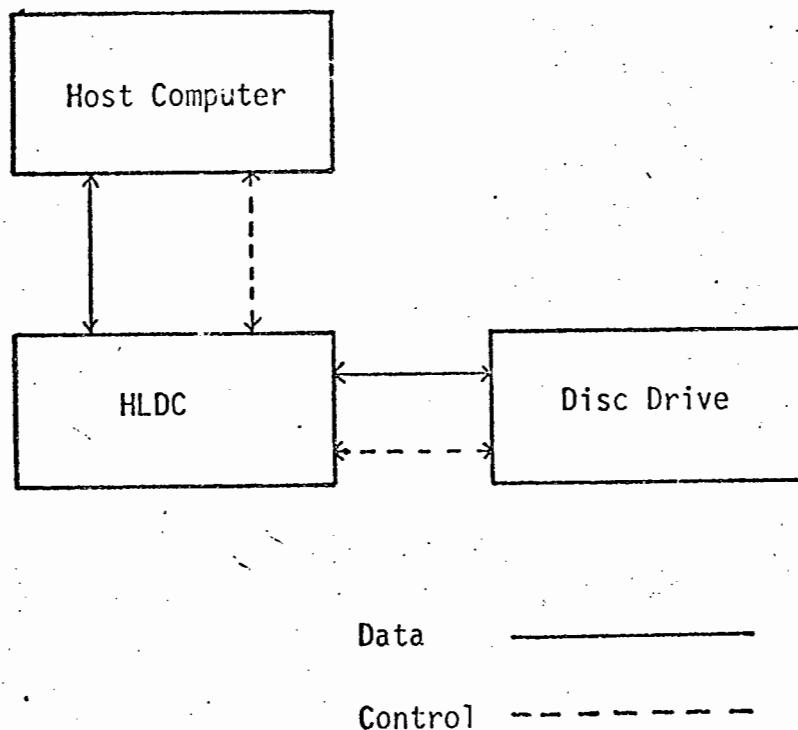 Host Computer
HLDC
Disc Drive
Data
Control